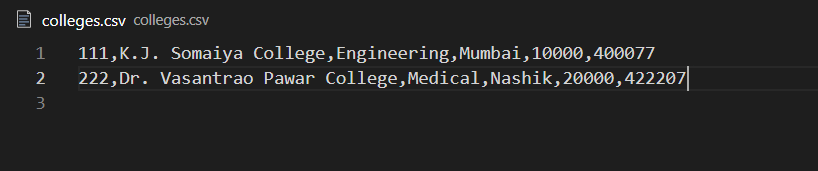 colleges.csv colleges.csv
1 111,K.J. Somaiya College,Engineering,Mumbai,10000,400077
2 222,Dr. Vasantrao Pawar College,Medical,Nashik,20000,422207
3